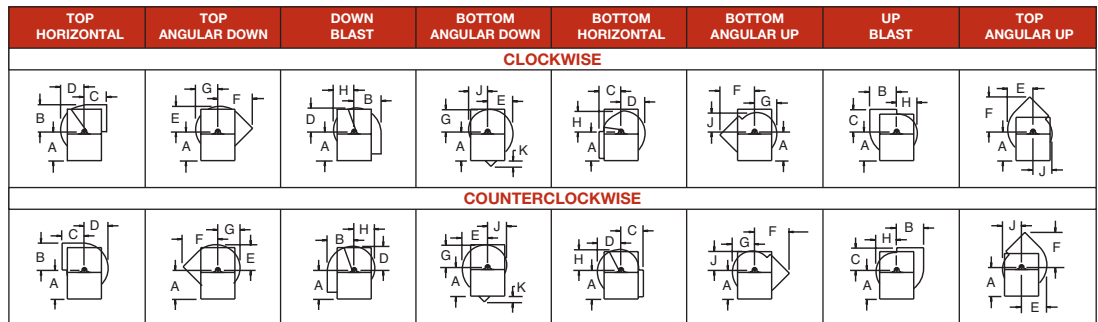 TOP HORIZONTAL
TOP ANGULAR DOWN
DOWN BLAST
BOTTOM ANGULAR DOWN
BOTTOM HORIZONTAL
BOTTOM ANGULAR UP
UP BLAST
TOP ANGULAR UP
CLOCKWISE
D C B A
G F E A
H B D A
J E G A K
C D H A
F G J A A
B H C A
E F A J
COUNTERCLOCKWISE
D C B A
F G E A
B H D A
E J G A K
D C H A
G F J A
B H C A
J F A E